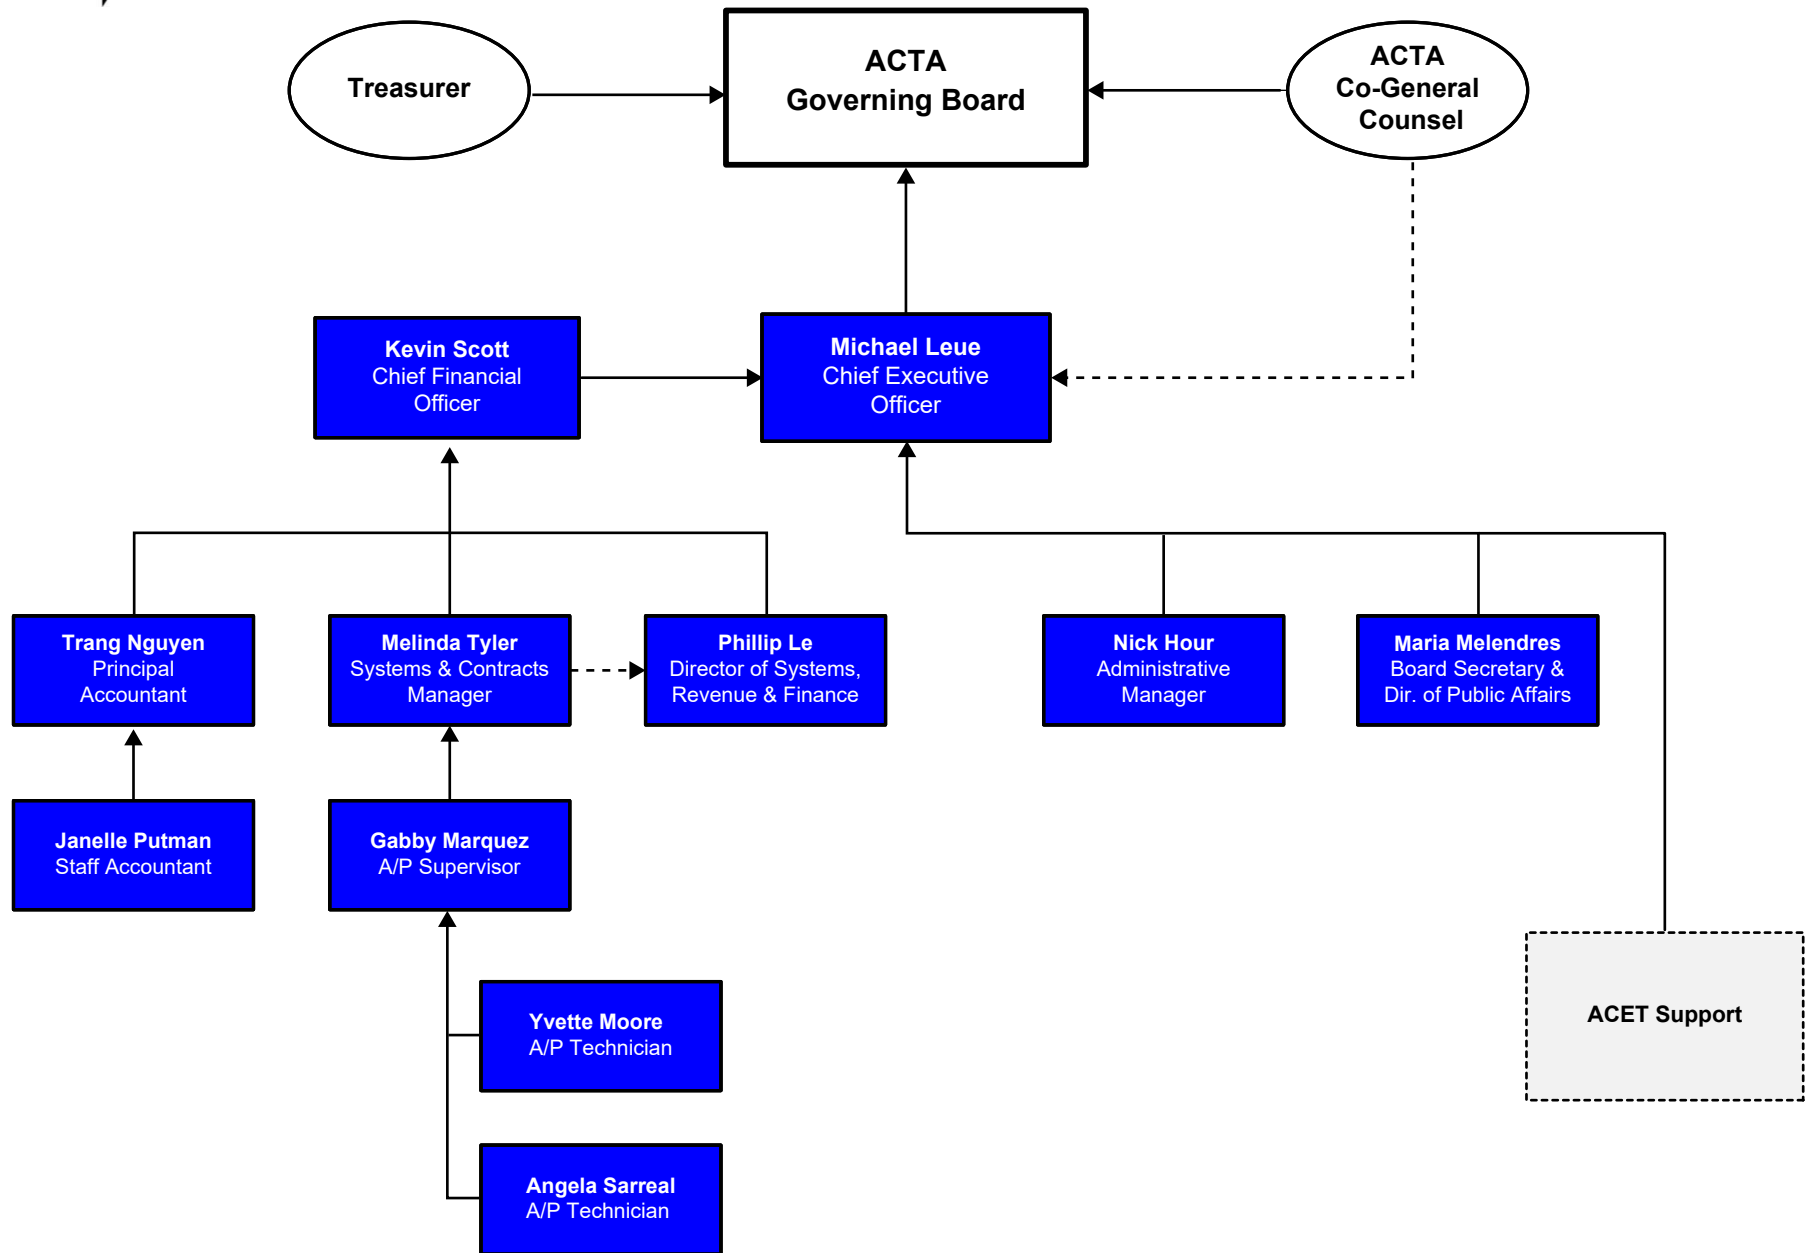 Treasurer
ACTA
Governing Board
ACTA
Co-General
Counsel
Kevin Scott
Chief Financial
Officer
Michael Leue
Chief Executive
Officer
Trang Nguyen
Principal
Accountant
Melinda Tyler
Systems & Contracts
Manager
Phillip Le
Director of Systems,
Revenue & Finance
Nick Hour
Administrative
Manager
Maria Melendres
Board Secretary &
Dir. of Public Affairs
Janelle Putman
Staff Accountant
Gabby Marquez
A/P Supervisor
Yvette Moore
A/P Technician
ACET Support
Angela Sarreal
A/P Technician